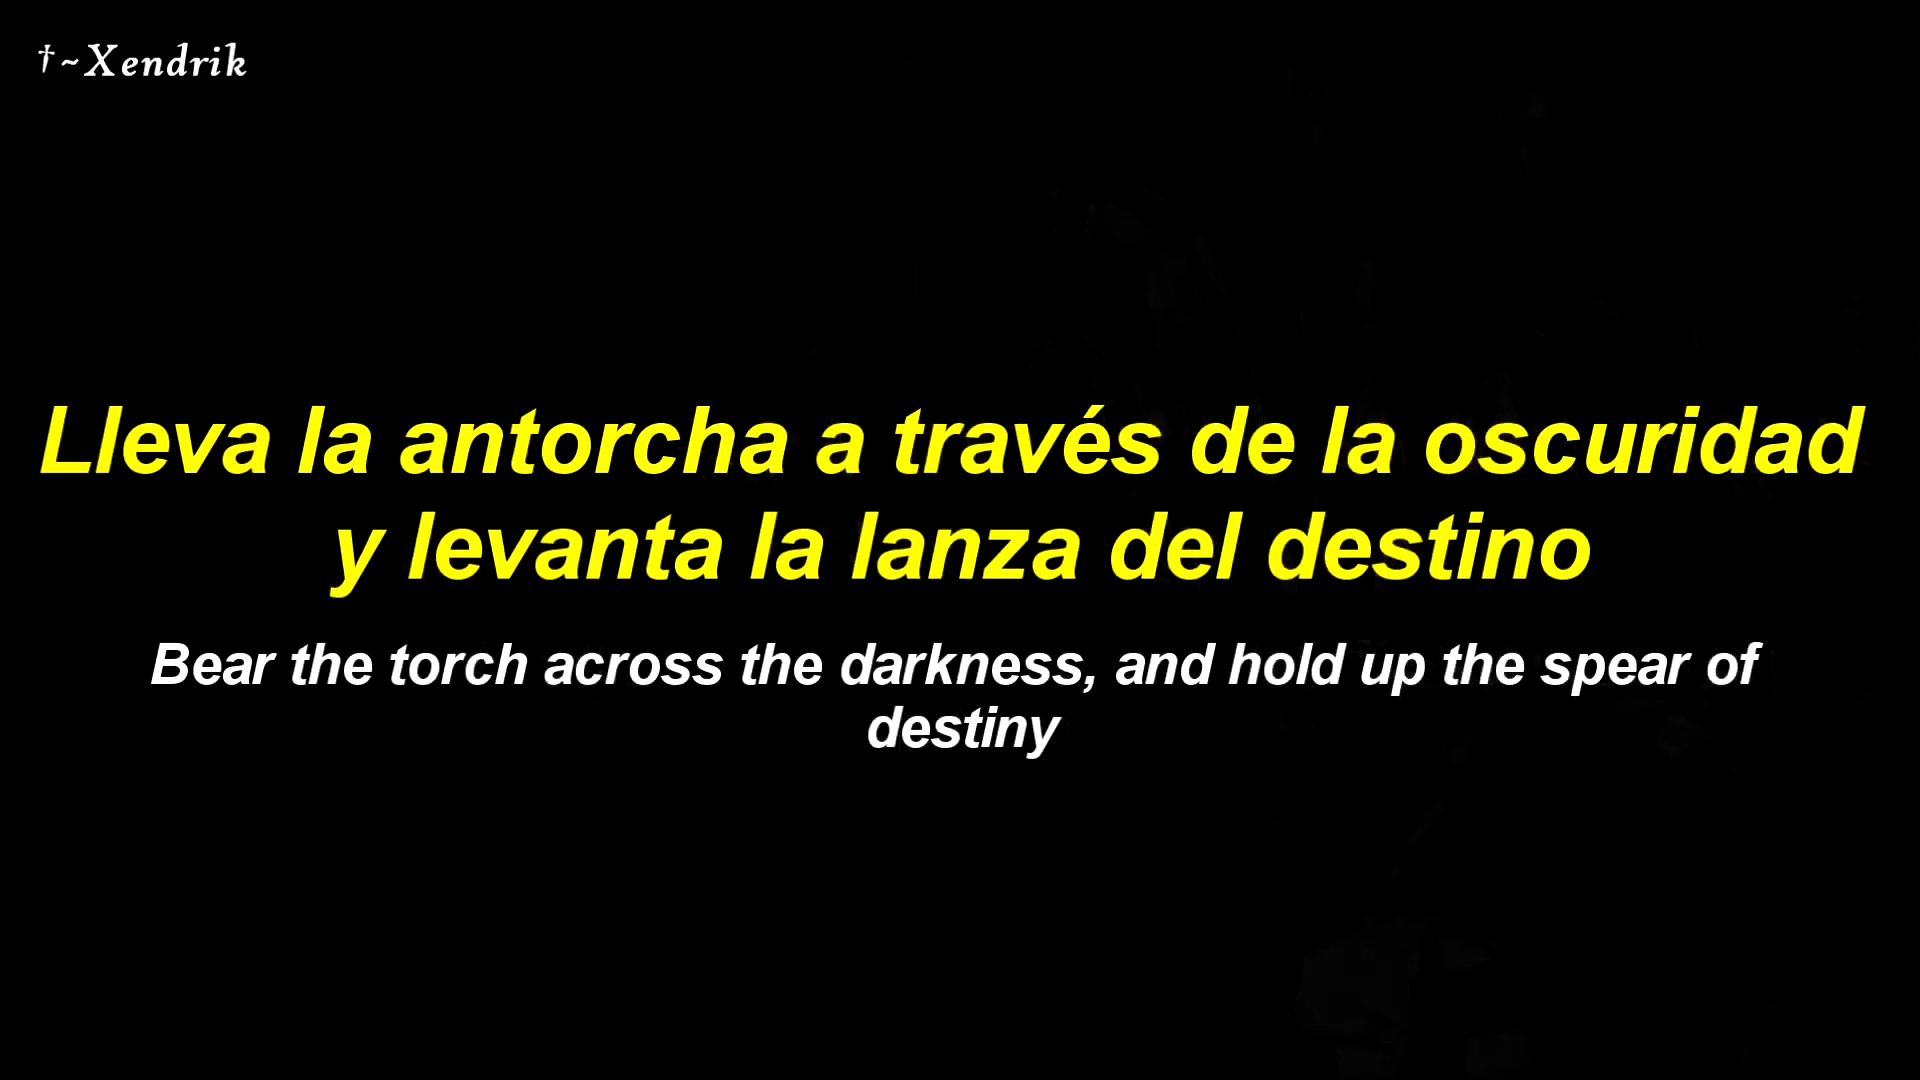 †~Xendrik
Lleva la antorcha a través de la oscuridad
y levanta la lanza del destino
Bear the torch across the darkness, and hold up the spear of
destiny